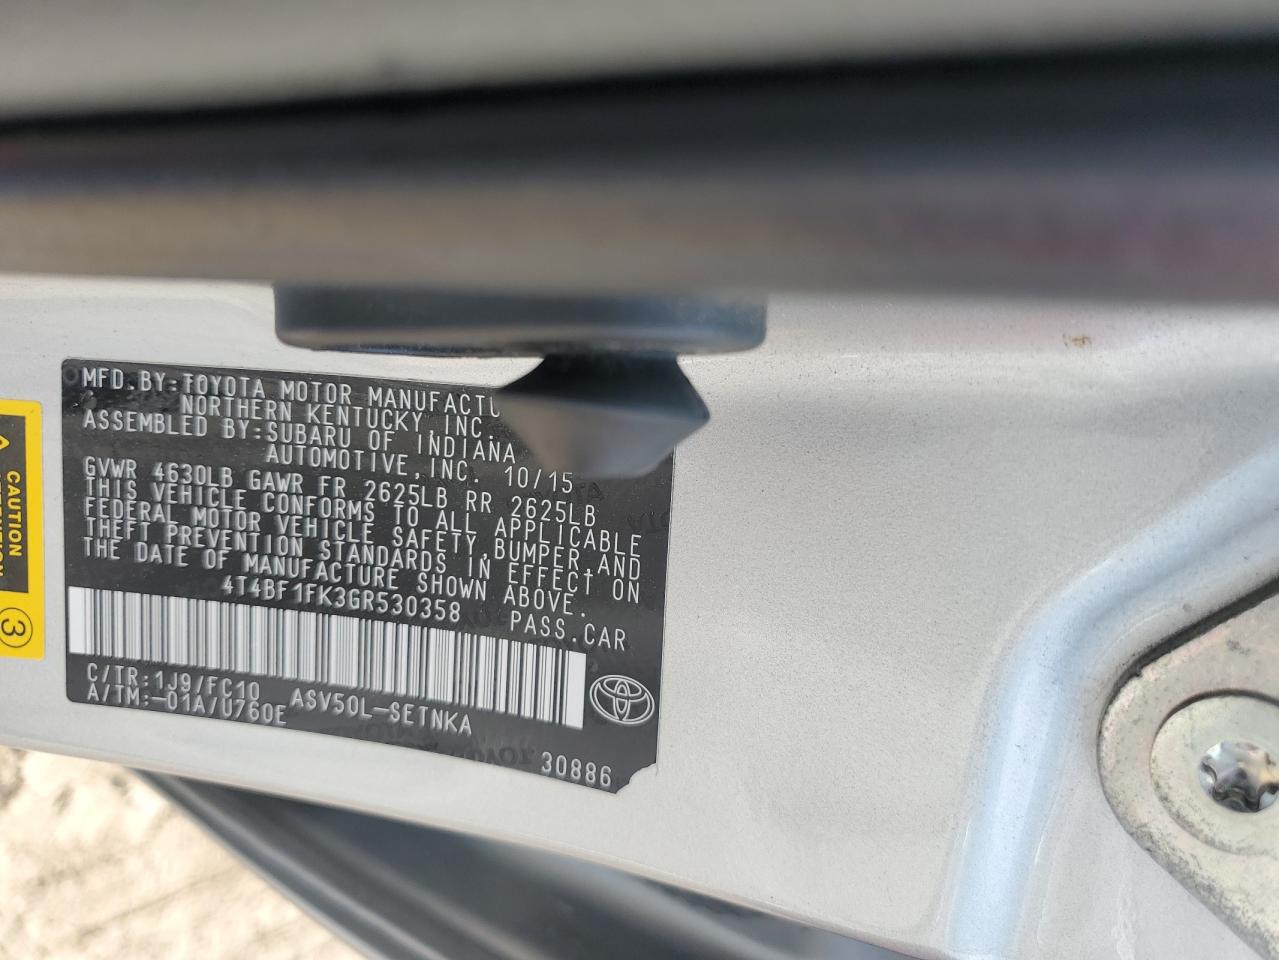 MFD.BY:TOYOTA MOTOR MANUFACTU
NORTHERN KENTUCKY, INC.
ASSEMBLED BY:SUBARU OF INDIANA
AUTOMOTIVE, INC. 10/15
GVWR 4630LB GAWR FR 2625LB RR 2625LB
THIS VEHICLE CONFORMS TO ALL APPLICABLE
FEDERAL MOTOR VEHICLE SAFETY, BUMPER, AND
THEFT PREVENTION STANDARDS IN EFFECT ON
THE DATE OF MANUFACTURE SHOWN ABOVE.
4T4BF1FK3GR530358 PASS.CAR
C/TR:1J9/FC10 ASV50L-SETNKA
A/TM:-01A/U760E
30886
CAUTION
3